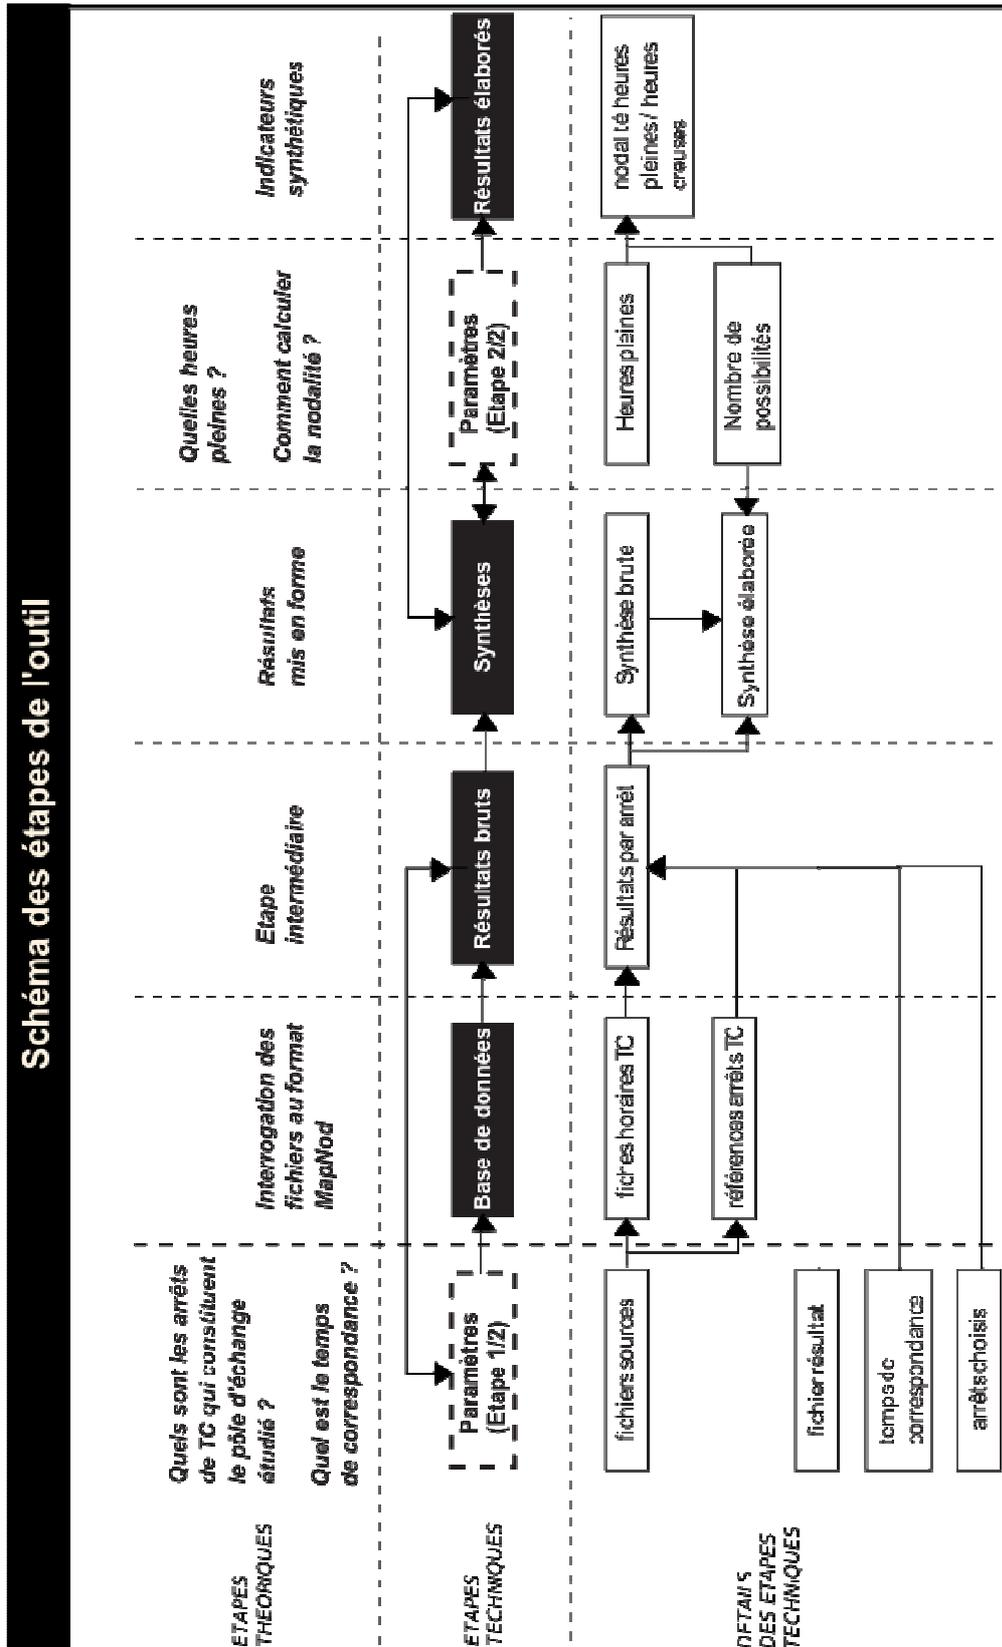 Schéma des étapes de l'outil
ETAPES
THEORIQUES
Quels sont les arrêts
de TC qui constituent
le pôle d'échange
étudié ?
Quel est le temps
de correspondance ?
Interrogation des
fichiers au format
MapNod
Etape
intermédiaire
Résultats
mis en forme
Quelles heures
pleines ?
Comment calculer
la nodalité ?
Indicateurs
synthétiques
ETAPES
TECHNIQUES
Paramètres
(Etape 1/2)
Base de données
Résultats bruts
Synthèses
Paramètres
(Etape 2/2)
Résultats élaborés
DETAILS
DES ETAPES
TECHNIQUES
fichiers sources
fichier résultat
temps de
correspondance
arrêts choisis
fiches horaires TC
références arrêts TC
Résultats par arrêt
Synthèse brute
Synthèse élaborée
Heures pleines
Nombre de
possibilités
nodalité heures
pleines / heures
creuses